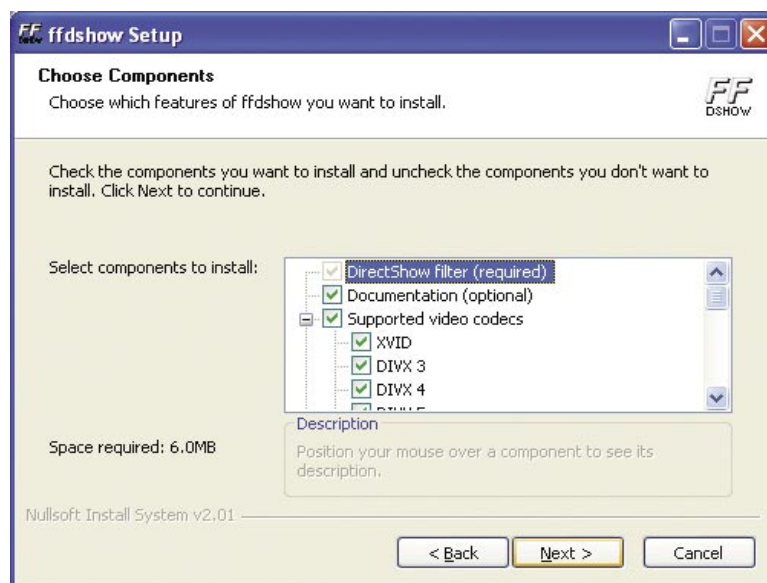 ffdshow Setup
Choose Components
Choose which features of ffdshow you want to install.
FF
DSHOW
Check the components you want to install and uncheck the components you don't want to
install. Click Next to continue.
Select components to install:
DirectShow filter (required)
Documentation (optional)
Supported video codecs
XVID
DIVX 3
DIVX 4
Space required: 6.0MB
Description
Position your mouse over a component to see its
description.
Nullsoft Install System v2.01
< Back
Next >
Cancel